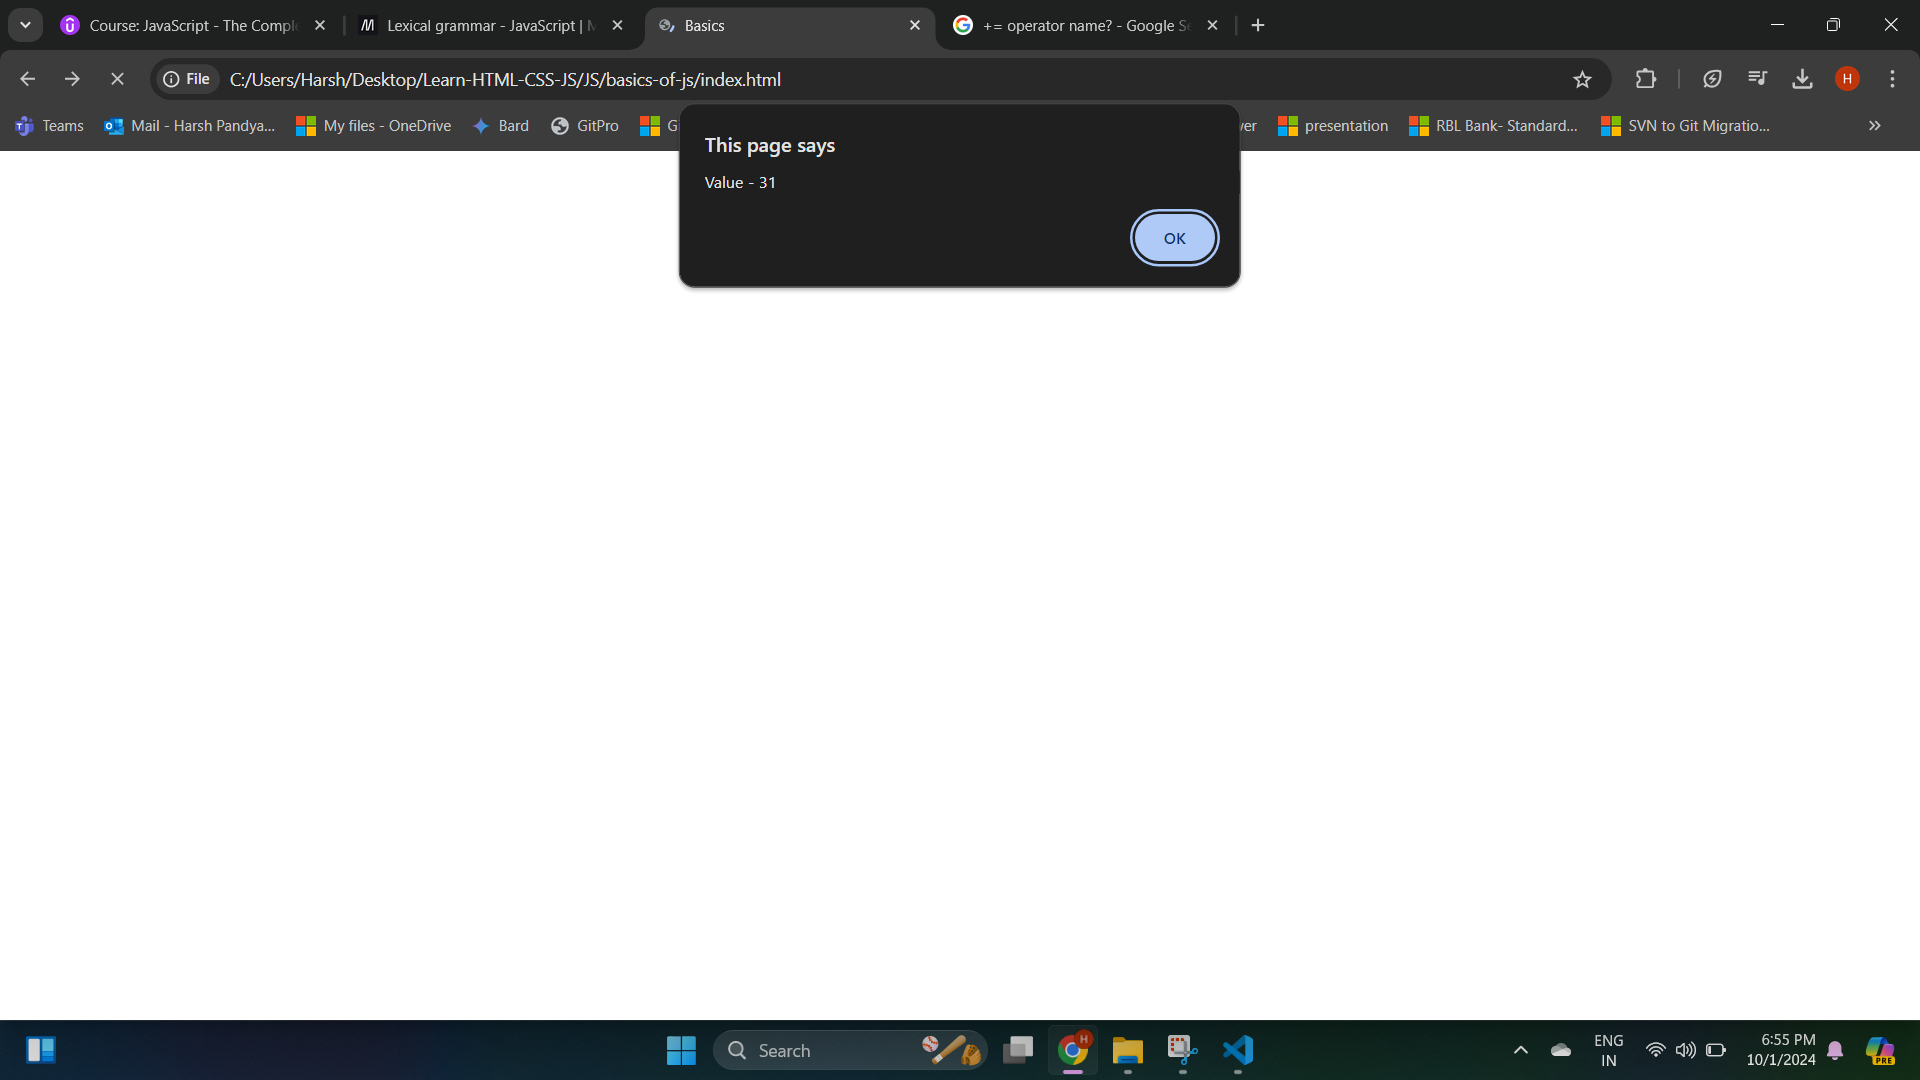 Course: JavaScript - The Comple
Lexical grammar - JavaScript | M
Basics
+= operator name? - Google Se
File
C:/Users/Harsh/Desktop/Learn-HTML-CSS-JS/JS/basics-of-js/index.html
H
Teams
Mail - Harsh Pandya...
My files - OneDrive
Bard
GitPro
G
ver
presentation
RBL Bank- Standard...
SVN to Git Migratio...
This page says
Value - 31
OK
Search
H
ENG
IN
6:55 PM
10/1/2024
PRE